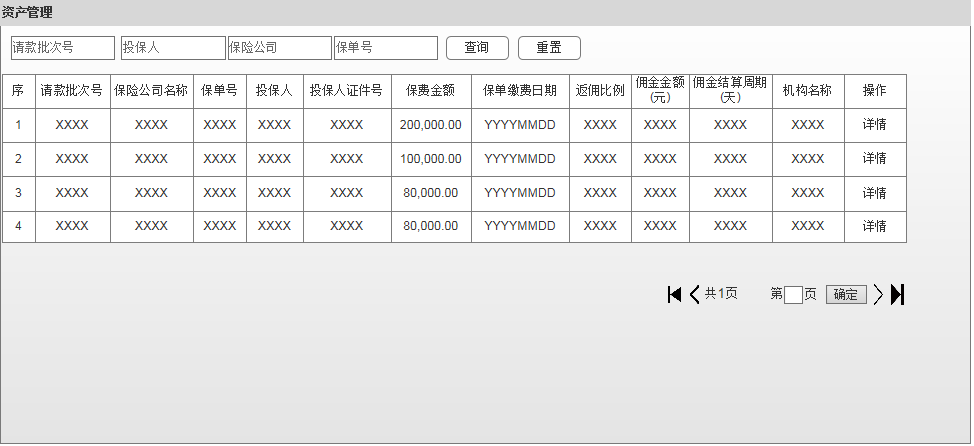 资产管理
请款批次号 投保人 保险公司 保单号 查询 重置
序 请款批次号 保险公司名称 保单号 投保人 投保人证件号 保费金额 保单缴费日期 返佣比例 佣金金额(元) 佣金结算周期(天) 机构名称 操作
1 XXXX XXXX XXXX XXXX XXXX 200,000.00 YYYYMMDD XXXX XXXX XXXX XXXX 详情
2 XXXX XXXX XXXX XXXX XXXX 100,000.00 YYYYMMDD XXXX XXXX XXXX XXXX 详情
3 XXXX XXXX XXXX XXXX XXXX 80,000.00 YYYYMMDD XXXX XXXX XXXX XXXX 详情
4 XXXX XXXX XXXX XXXX XXXX 80,000.00 YYYYMMDD XXXX XXXX XXXX XXXX 详情
共1页 第 页 确定